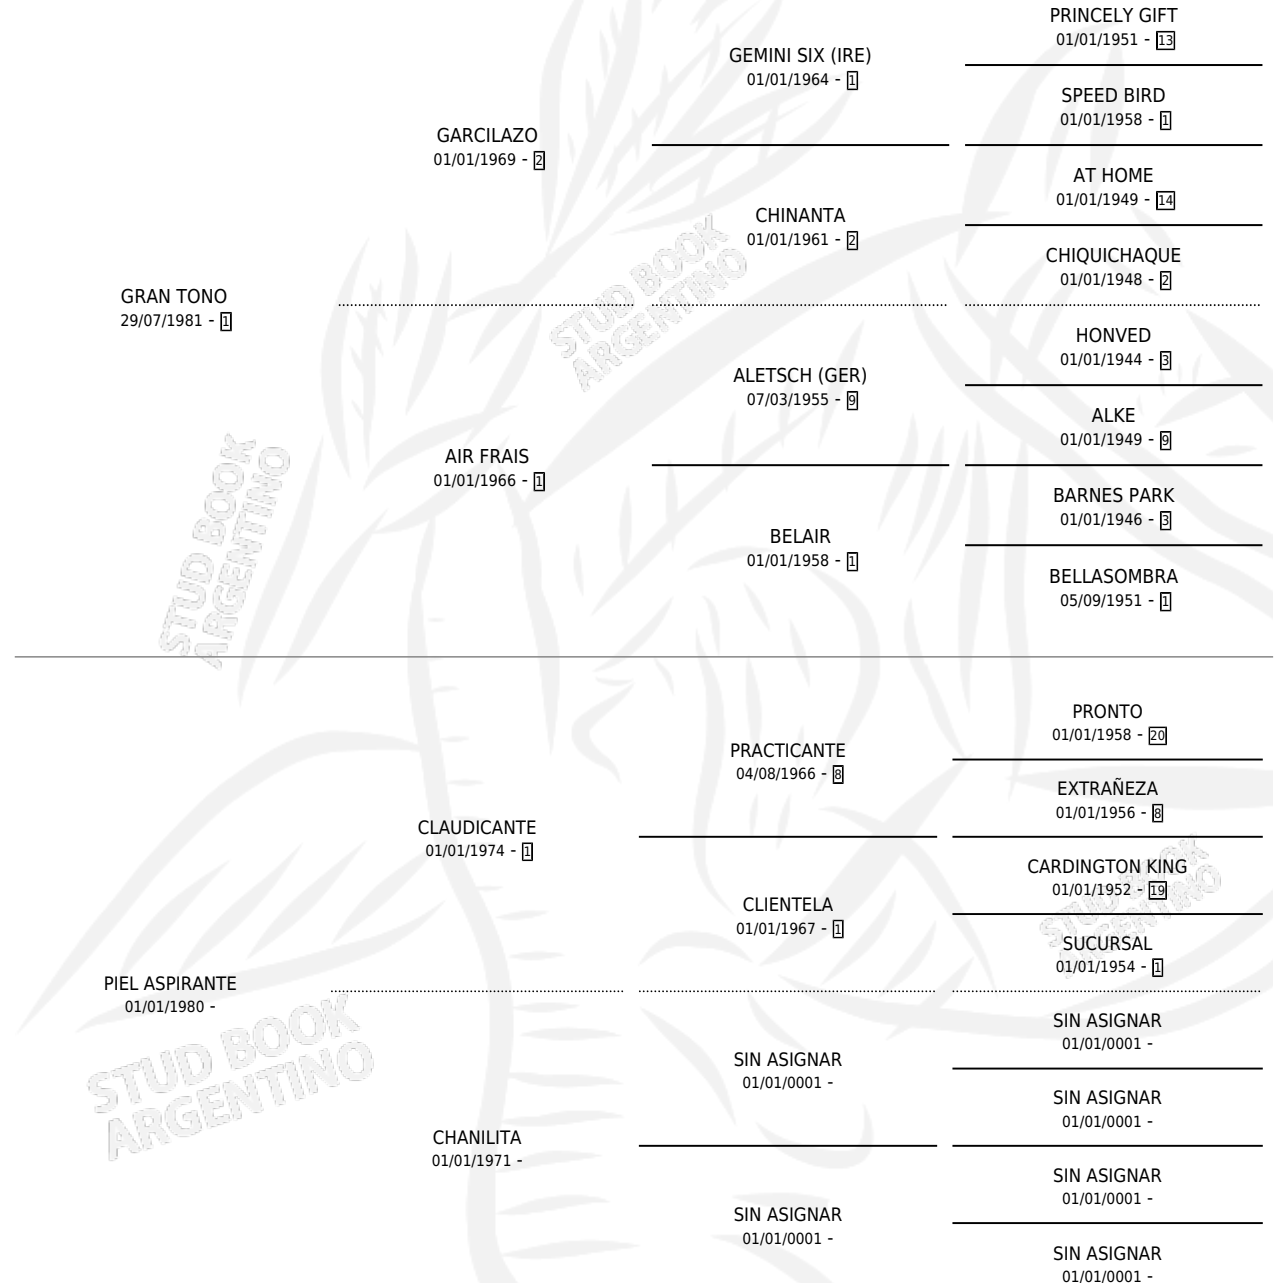 PRINCELY GIFT
01/01/1951 - 13
GEMINI SIX (IRE)
01/01/1964 - 1
SPEED BIRD
01/01/1958 - 1
GARCILAZO
01/01/1969 - 2
AT HOME
01/01/1949 - 14
CHINANTA
01/01/1961 - 2
CHIQUICHAQUE
01/01/1948 - 2
GRAN TONO
29/07/1981 - 1
HONVED
01/01/1944 - 3
ALETSCH (GER)
07/03/1955 - 9
ALKE
01/01/1949 - 9
AIR FRAIS
01/01/1966 - 1
BARNES PARK
01/01/1946 - 3
BELAIR
01/01/1958 - 1
BELLASOMBRA
05/09/1951 - 1
PRONTO
01/01/1958 - 20
PRACTICANTE
04/08/1966 - 8
EXTRAÑEZA
01/01/1956 - 8
CLAUDICANTE
01/01/1974 - 1
CARDINGTON KING
01/01/1952 - 19
CLIENTELA
01/01/1967 - 1
SUCURSAL
01/01/1954 - 1
PIEL ASPIRANTE
01/01/1980 -
SIN ASIGNAR
01/01/0001 -
SIN ASIGNAR
01/01/0001 -
SIN ASIGNAR
01/01/0001 -
CHANILITA
01/01/1971 -
SIN ASIGNAR
01/01/0001 -
SIN ASIGNAR
01/01/0001 -
SIN ASIGNAR
01/01/0001 -
STUD BOOK
ARGENTINO
STUD BOOK
ARGENTINO
STUD BOOK
ARGENTINO
STUD BOOK
ARGENTINO